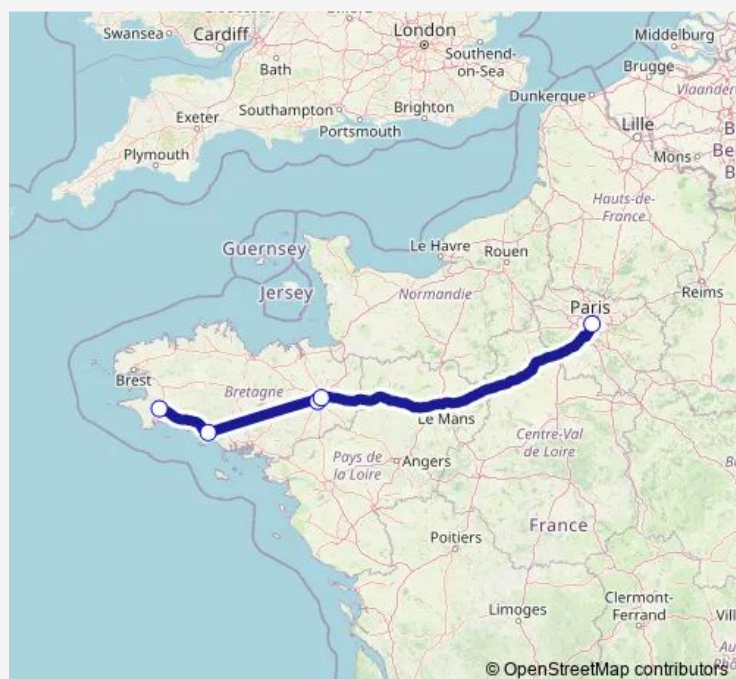 Swansea
Cardiff
London
Middelburg
Southend-
on-Sea
Bath
Brugge
Dunkerque
Southampton
Brighton
Exeter
Portsmouth
Lille
Plymouth
Mons
Hauts-de-
France
Guernsey
Le Havre
Rouen
Jersey
Normandie
Reims
Paris
Brest
Bretagne
Le Mans
Centre-Val
de Loire
Pays de
la Loire
Angers
France
Poitiers
Limoges
Clermont-
Ferrand
© OpenStreetMap contributors